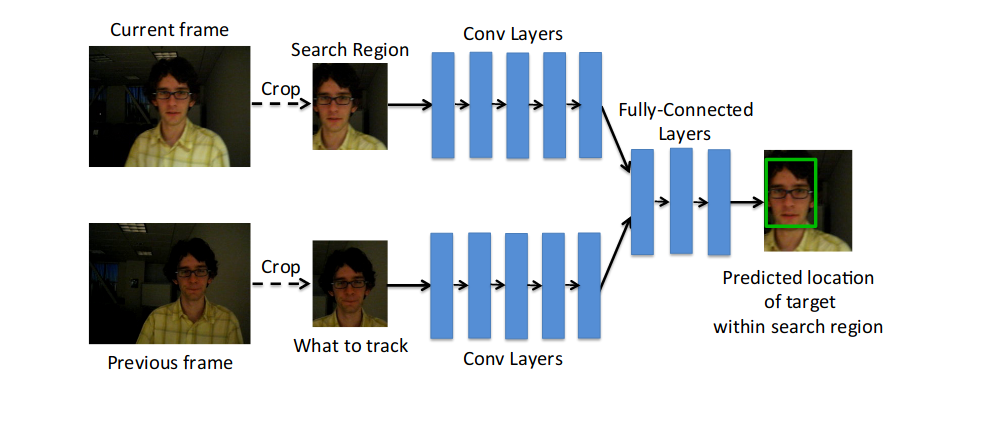 Current frame
Search Region
Crop
Conv Layers
Fully-Connected
Layers
Crop
Previous frame
What to track
Conv Layers
Predicted location
of target
within search region